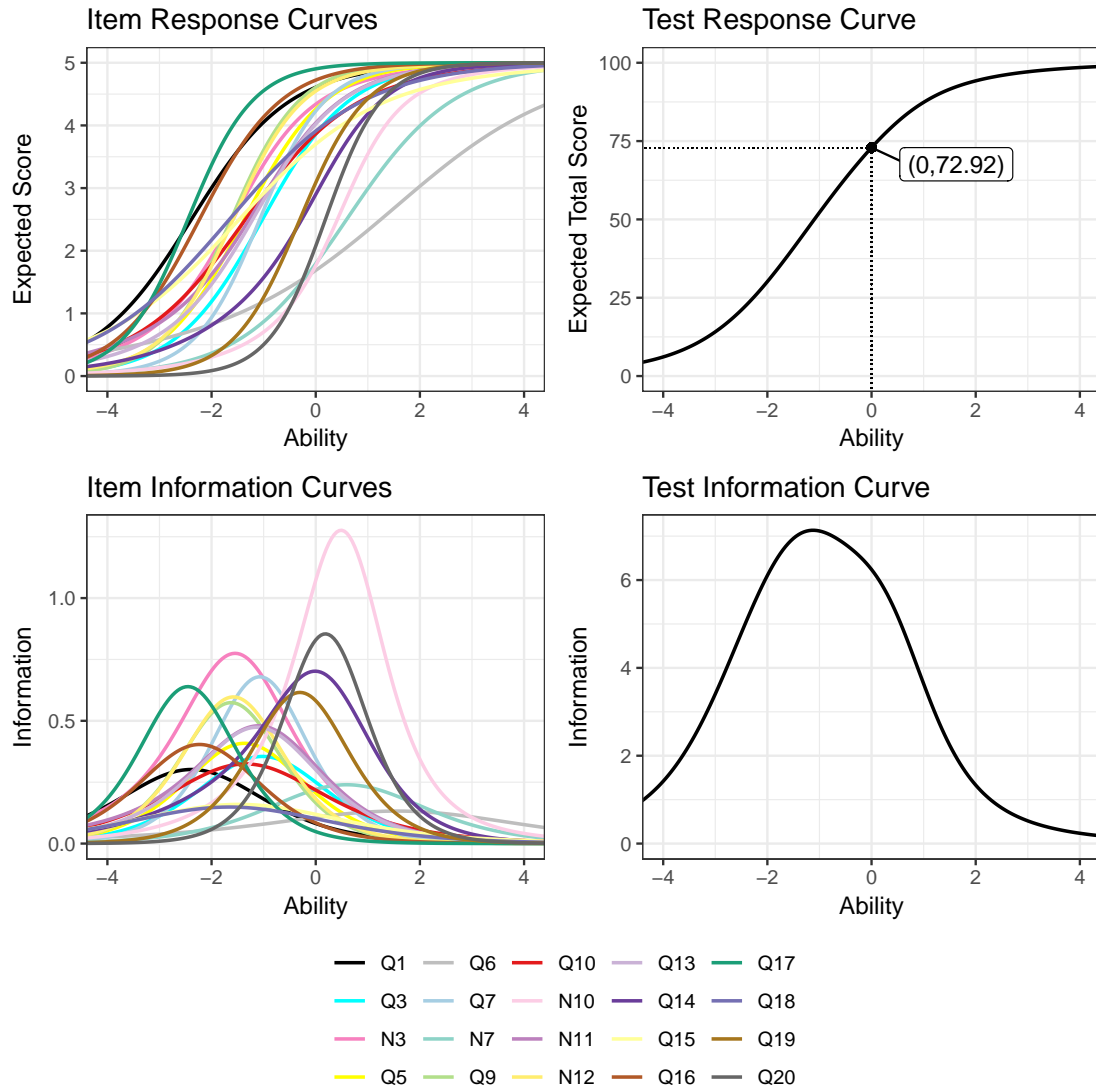 Item Response Curves
Expected Score
5
4
3
2
1
0
−4 −2 0 2 4
Ability
Test Response Curve
Expected Total Score
100
75
50
25
0
(0,72.92)
−4 −2 0 2 4
Ability
Item Information Curves
Information
1.0
0.5
0.0
−4 −2 0 2 4
Ability
Test Information Curve
Information
6
4
2
0
−4 −2 0 2 4
Ability
Q1 Q6 Q10 Q13 Q17
Q3 Q7 N10 Q14 Q18
N3 N7 N11 Q15 Q19
Q5 Q9 N12 Q16 Q20